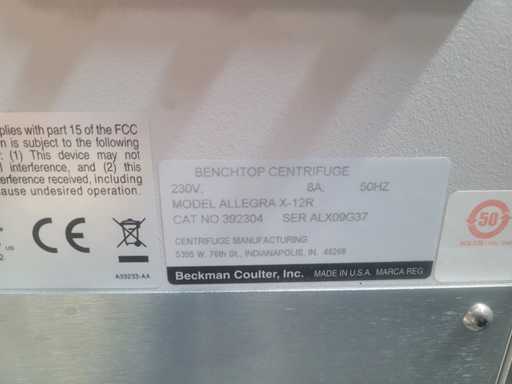 plies with part 15 of the FCC
n is subject to the following
: (1) This device may not
l interference, and (2) this
erference received, including
ause undesired operation.
US
CE
A33233-AA
BENCHTOP CENTRIFUGE
230V, 8A, 50HZ
MODEL ALLEGRA X-12R
CAT NO 392304 SER ALX09G37
CENTRIFUGE MANUFACTURING
5355 W. 76th St., INDIANAPOLIS, IN. 46268
Beckman Coulter, Inc. MADE IN U.S.A. MARCA REG.
50